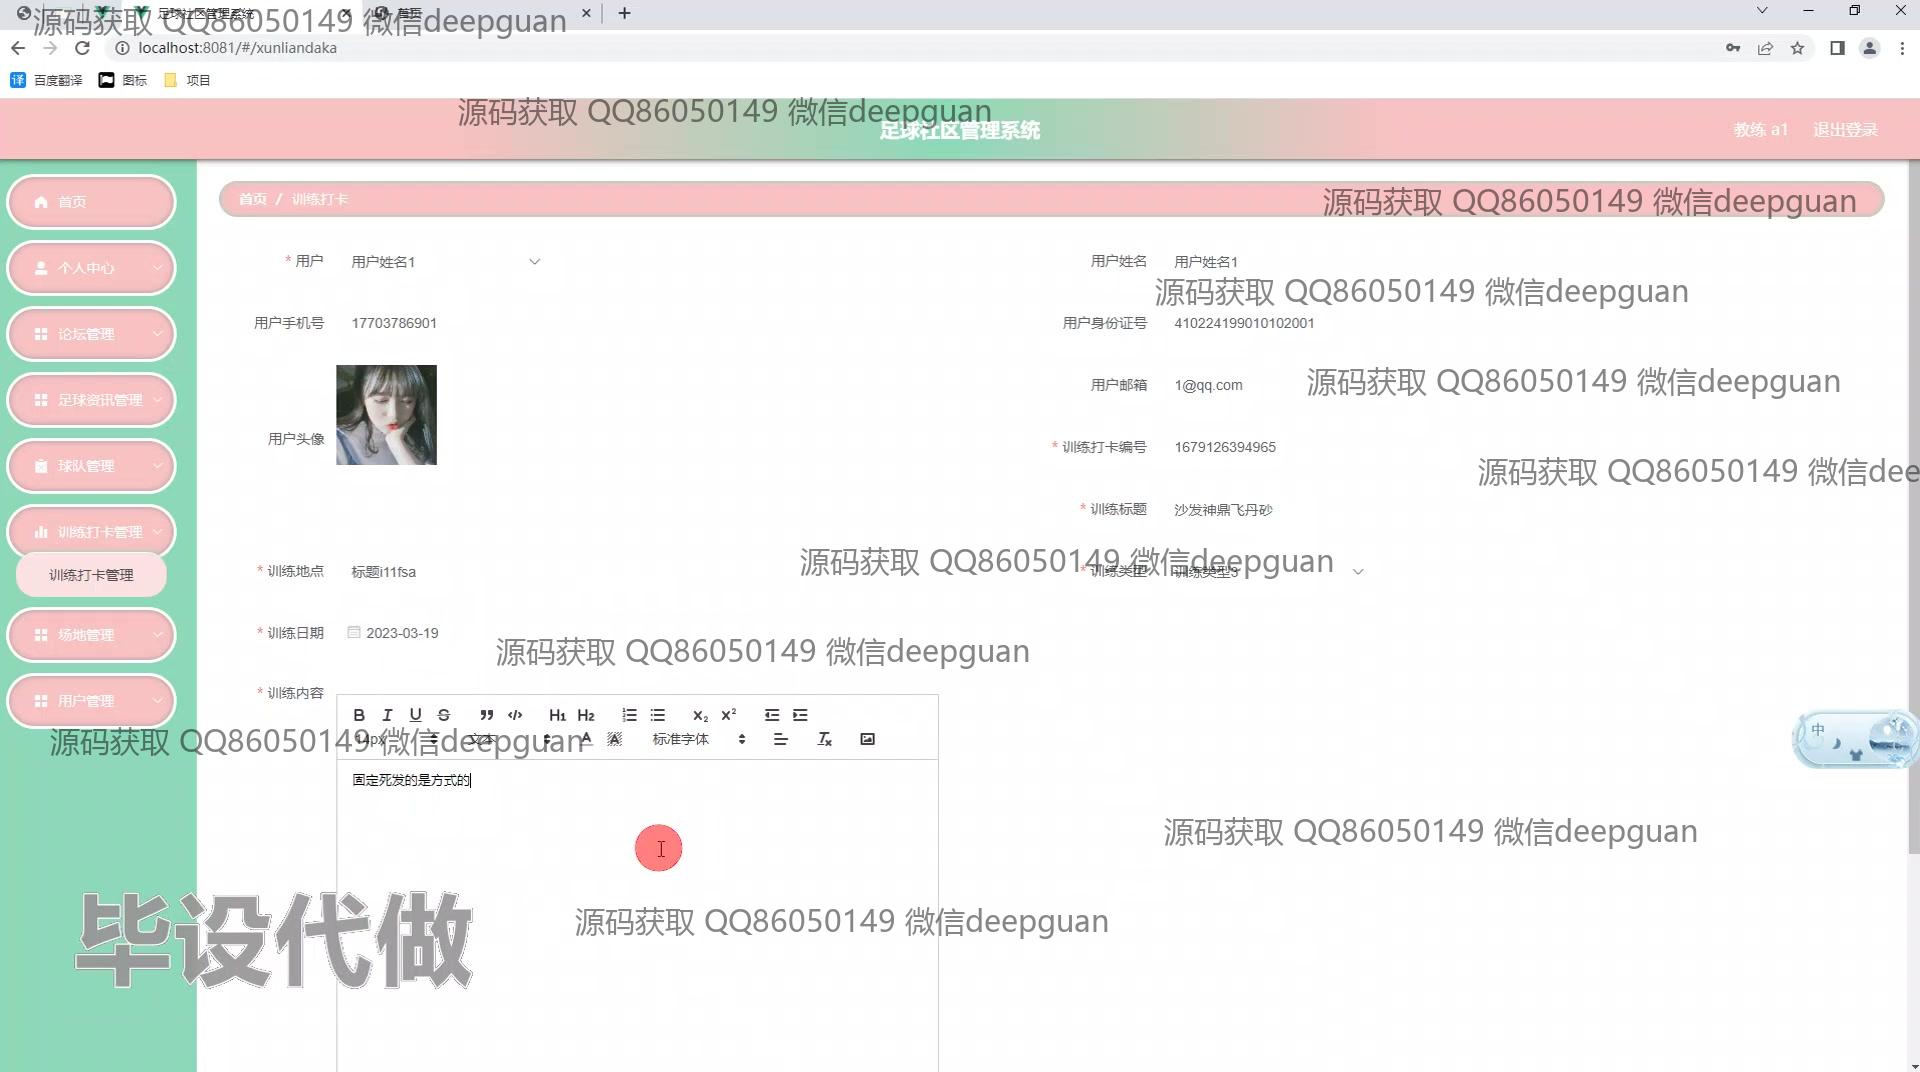 足球社区管理系统
首页
源码获取 QQ86050149 微信deepguan
localhost:8081/#/xunliandaka
百度翻译 图标 项目
源码获取 QQ86050149 微信deepguan
足球社区管理系统
教练 a1 退出登录
首页
首页 / 训练打卡
源码获取 QQ86050149 微信deepguan
个人中心
* 用户 用户姓名1
用户姓名 用户姓名1
源码获取 QQ86050149 微信deepguan
论坛管理
用户手机号 17703786901
用户身份证号 410224199010102001
足球资讯管理
用户邮箱 1@qq.com
源码获取 QQ86050149 微信deepguan
用户头像
* 训练打卡编号 1679126394965
球队管理
源码获取 QQ86050149 微信dee
* 训练标题 沙发神鼎飞丹砂
训练打卡管理
训练打卡管理
源码获取 QQ86050149 微信deepguan
* 训练地点 标题i11fsa
* 训练类型 训练类型3
场地管理
* 训练日期 2023-03-19
源码获取 QQ86050149 微信deepguan
用户管理
* 训练内容
B I U S H1 H2 X2 X2
14px 文本 A A 标准字体 Tx
源码获取 QQ86050149 微信deepguan
中
固定死发的是方式的
源码获取 QQ86050149 微信deepguan
源码获取 QQ86050149 微信deepguan
毕设代做